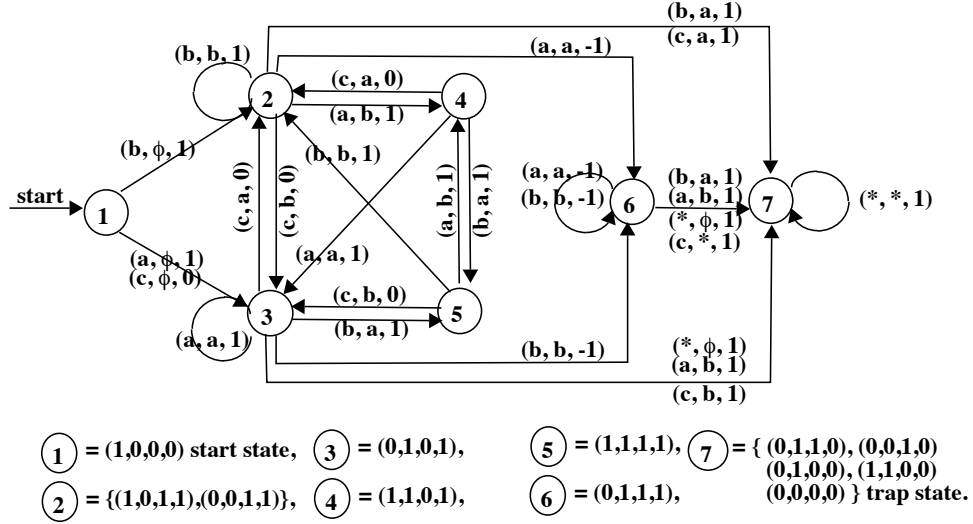 (b, a, 1)
(c, a, 1)
(a, a, -1)
(b, b, 1)
(c, a, 0)
2
4
(a, b, 1)
(b, ϕ, 1)
(b, b, 1)
(c, a, 0)
(c, b, 0)
(a, b, 1)
(b, a, 1)
start
1
(a, a, -1)
(b, b, -1)
6
(b, a, 1)
(a, b, 1)
(*, ϕ, 1)
(c, *, 1)
7
(*, *, 1)
(a, ϕ, 1)
(c, ϕ, 0)
(a, a, 1)
(c, b, 0)
3
5
(b, a, 1)
(a, a, 1)
(b, b, -1)
(*, ϕ, 1)
(a, b, 1)
(c, b, 1)
1 = (1,0,0,0) start state, 3 = (0,1,0,1), 5 = (1,1,1,1), 7 = { (0,1,1,0), (0,0,1,0)
(0,1,0,0), (1,1,0,0)
2 = {(1,0,1,1),(0,0,1,1)}, 4 = (1,1,0,1), 6 = (0,1,1,1), (0,0,0,0) } trap state.